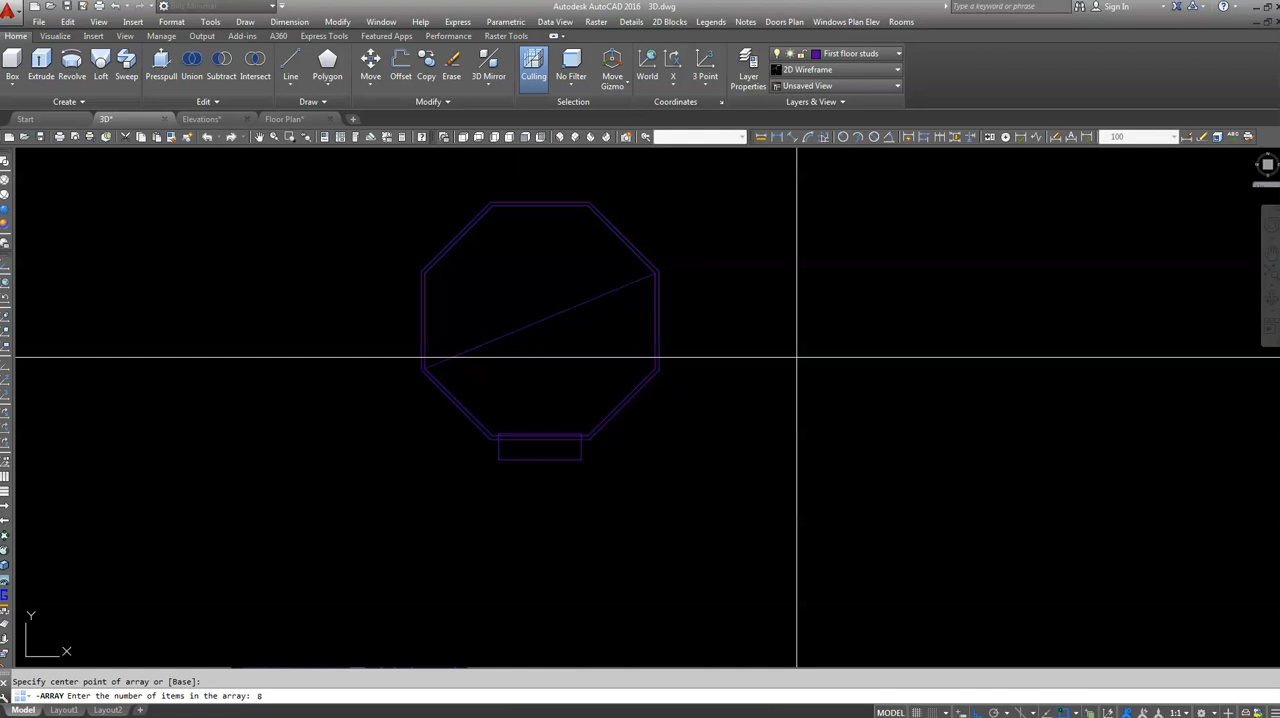 Autodesk AutoCAD 2016 3D.dwg
Type a keyword or phrase
Sign In
File Edit View Insert Format Tools Draw Dimension Modify Window Help Express Parametric Data View Raster Details 2D Blocks Legends Notes Doors Plan Windows Plan Elev Rooms
Home Visualize Insert View Manage Output Add-ins A360 Express Tools Featured Apps Performance Raster Tools
Box Extrude Revolve Loft Sweep Presspull Union Subtract Intersect Line Polygon Move Offset Copy Erase 3D Mirror Culling No Filter Move Gizmo World X 3 Point Layer Properties
First floor studs
2D Wireframe
Unsaved View
Create Edit Draw Modify Selection Coordinates Layers & View
Start 3D* Elevations* Floor Plan*
100
Y
X
Specify center point of array or [Base]:
-ARRAY Enter the number of items in the array: 8
Model Layout1 Layout2
MODEL 1:1